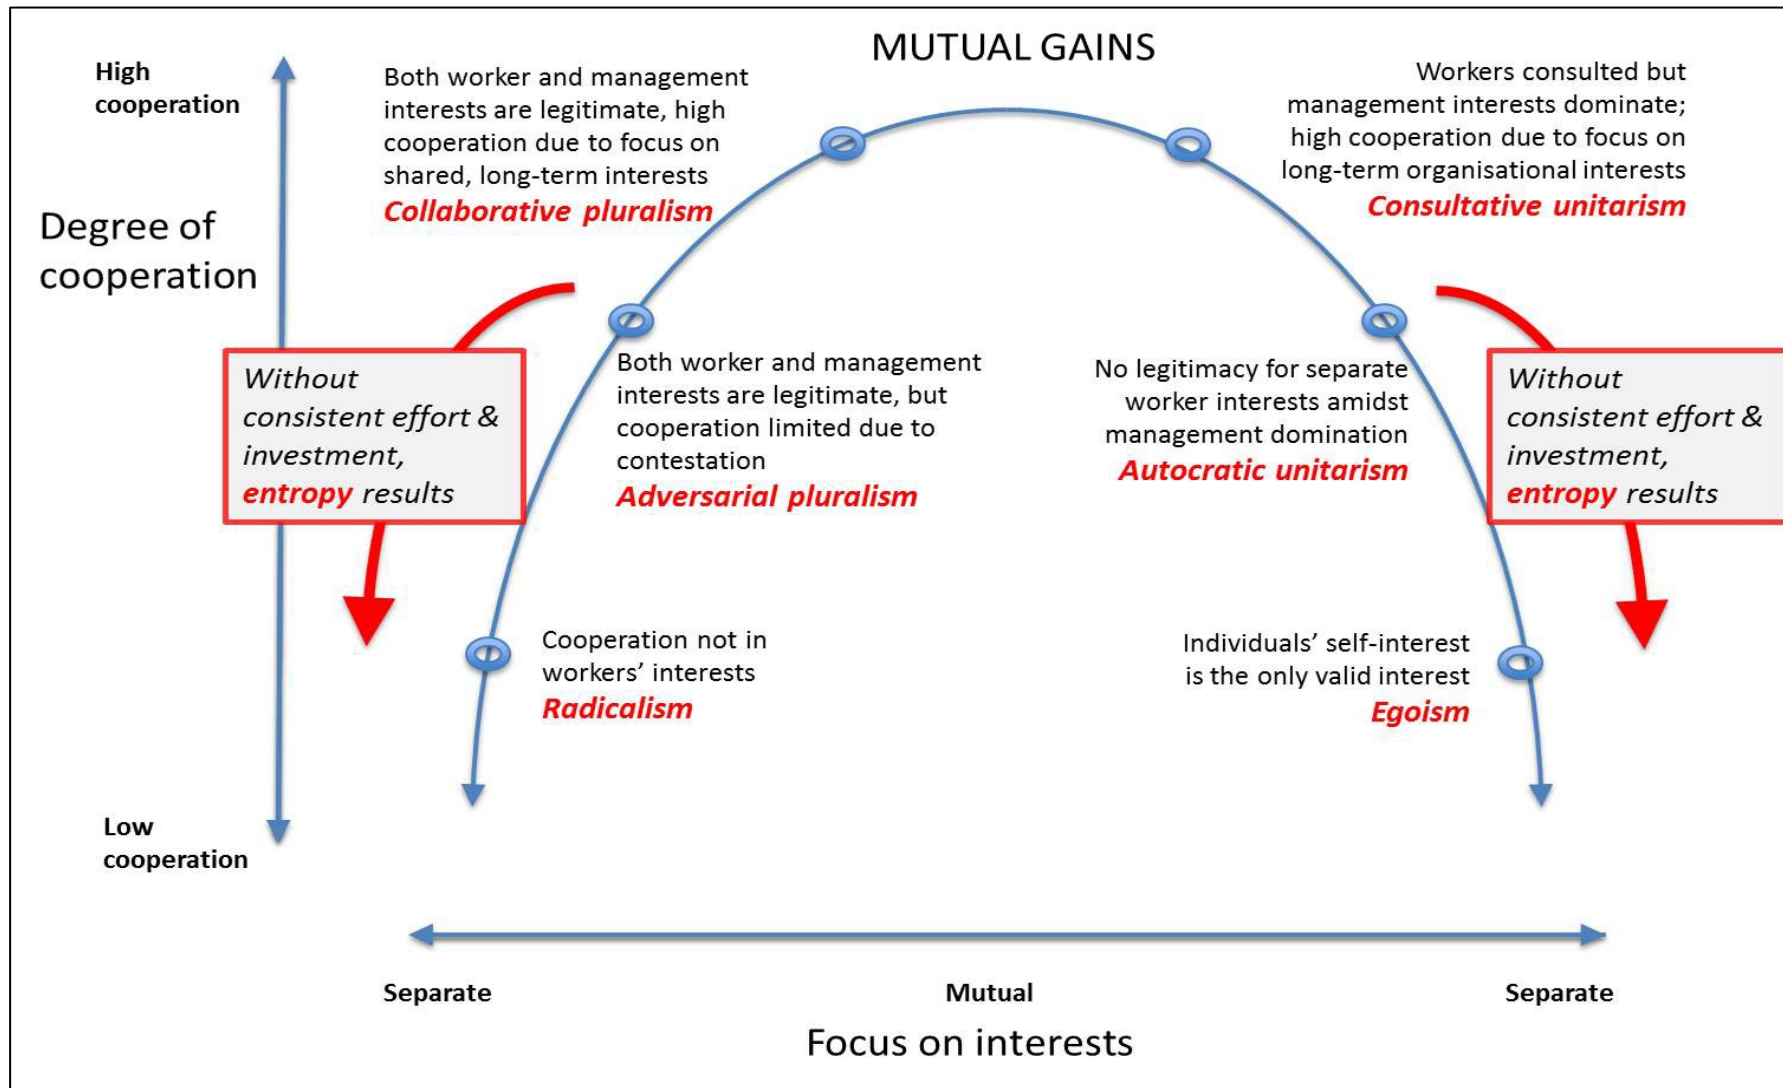 MUTUAL GAINS
High
cooperation
Both worker and management
interests are legitimate, high
cooperation due to focus on
shared, long-term interests
Collaborative pluralism
Workers consulted but
management interests dominate;
high cooperation due to focus on
long-term organisational interests
Consultative unitarism
Degree of
cooperation
Without
consistent effort &
investment,
entropy results
Both worker and management
interests are legitimate, but
cooperation limited due to
contestation
Adversarial pluralism
No legitimacy for separate
worker interests amidst
management domination
Autocratic unitarism
Without
consistent effort &
investment,
entropy results
Cooperation not in
workers’ interests
Radicalism
Individuals’ self-interest
is the only valid interest
Egoism
Low
cooperation
Separate
Mutual
Separate
Focus on interests